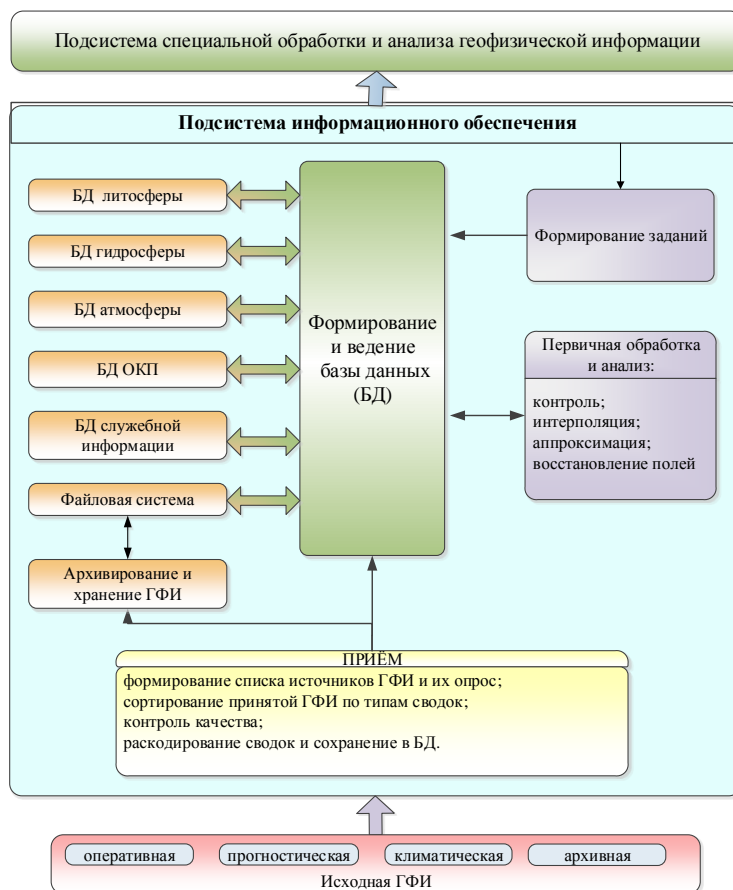 Подсистема специальной обработки и анализа геофизической информации
Подсистема информационного обеспечения
БД литосферы
БД гидросферы
БД атмосферы
БД ОКП
БД служебной
информации
Файловая система
Архивирование и
хранение ГФИ
Формирование
и ведение
базы данных
(БД)
Формирование заданий
Первичная обработка
и анализ:
контроль;
интерполяция;
аппроксимация;
восстановление полей
ПРИЁМ
формирование списка источников ГФИ и их опрос;
сортирование принятой ГФИ по типам сводок;
контроль качества;
раскодирование сводок и сохранение в БД.
оперативная
прогностическая
климатическая
архивная
Исходная ГФИ